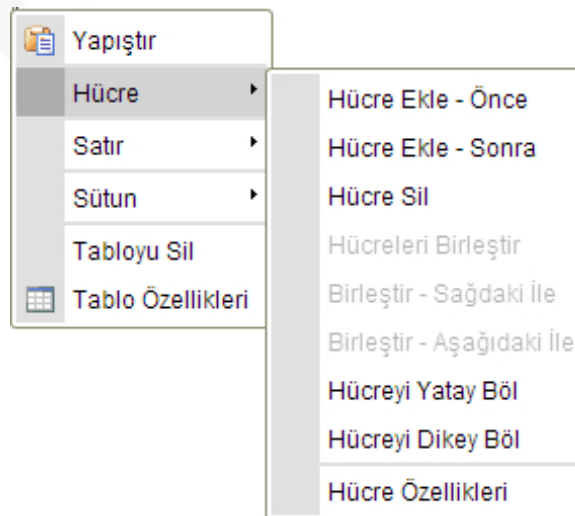 Yapıştır
Hücre
Satır
Sütun
Tabloyu Sil
Tablo Özellikleri
Hücre Ekle - Önce
Hücre Ekle - Sonra
Hücre Sil
Hücreleri Birleştir
Birleştir - Sağdaki İle
Birleştir - Aşağıdaki İle
Hücreyi Yatay Böl
Hücreyi Dikey Böl
Hücre Özellikleri